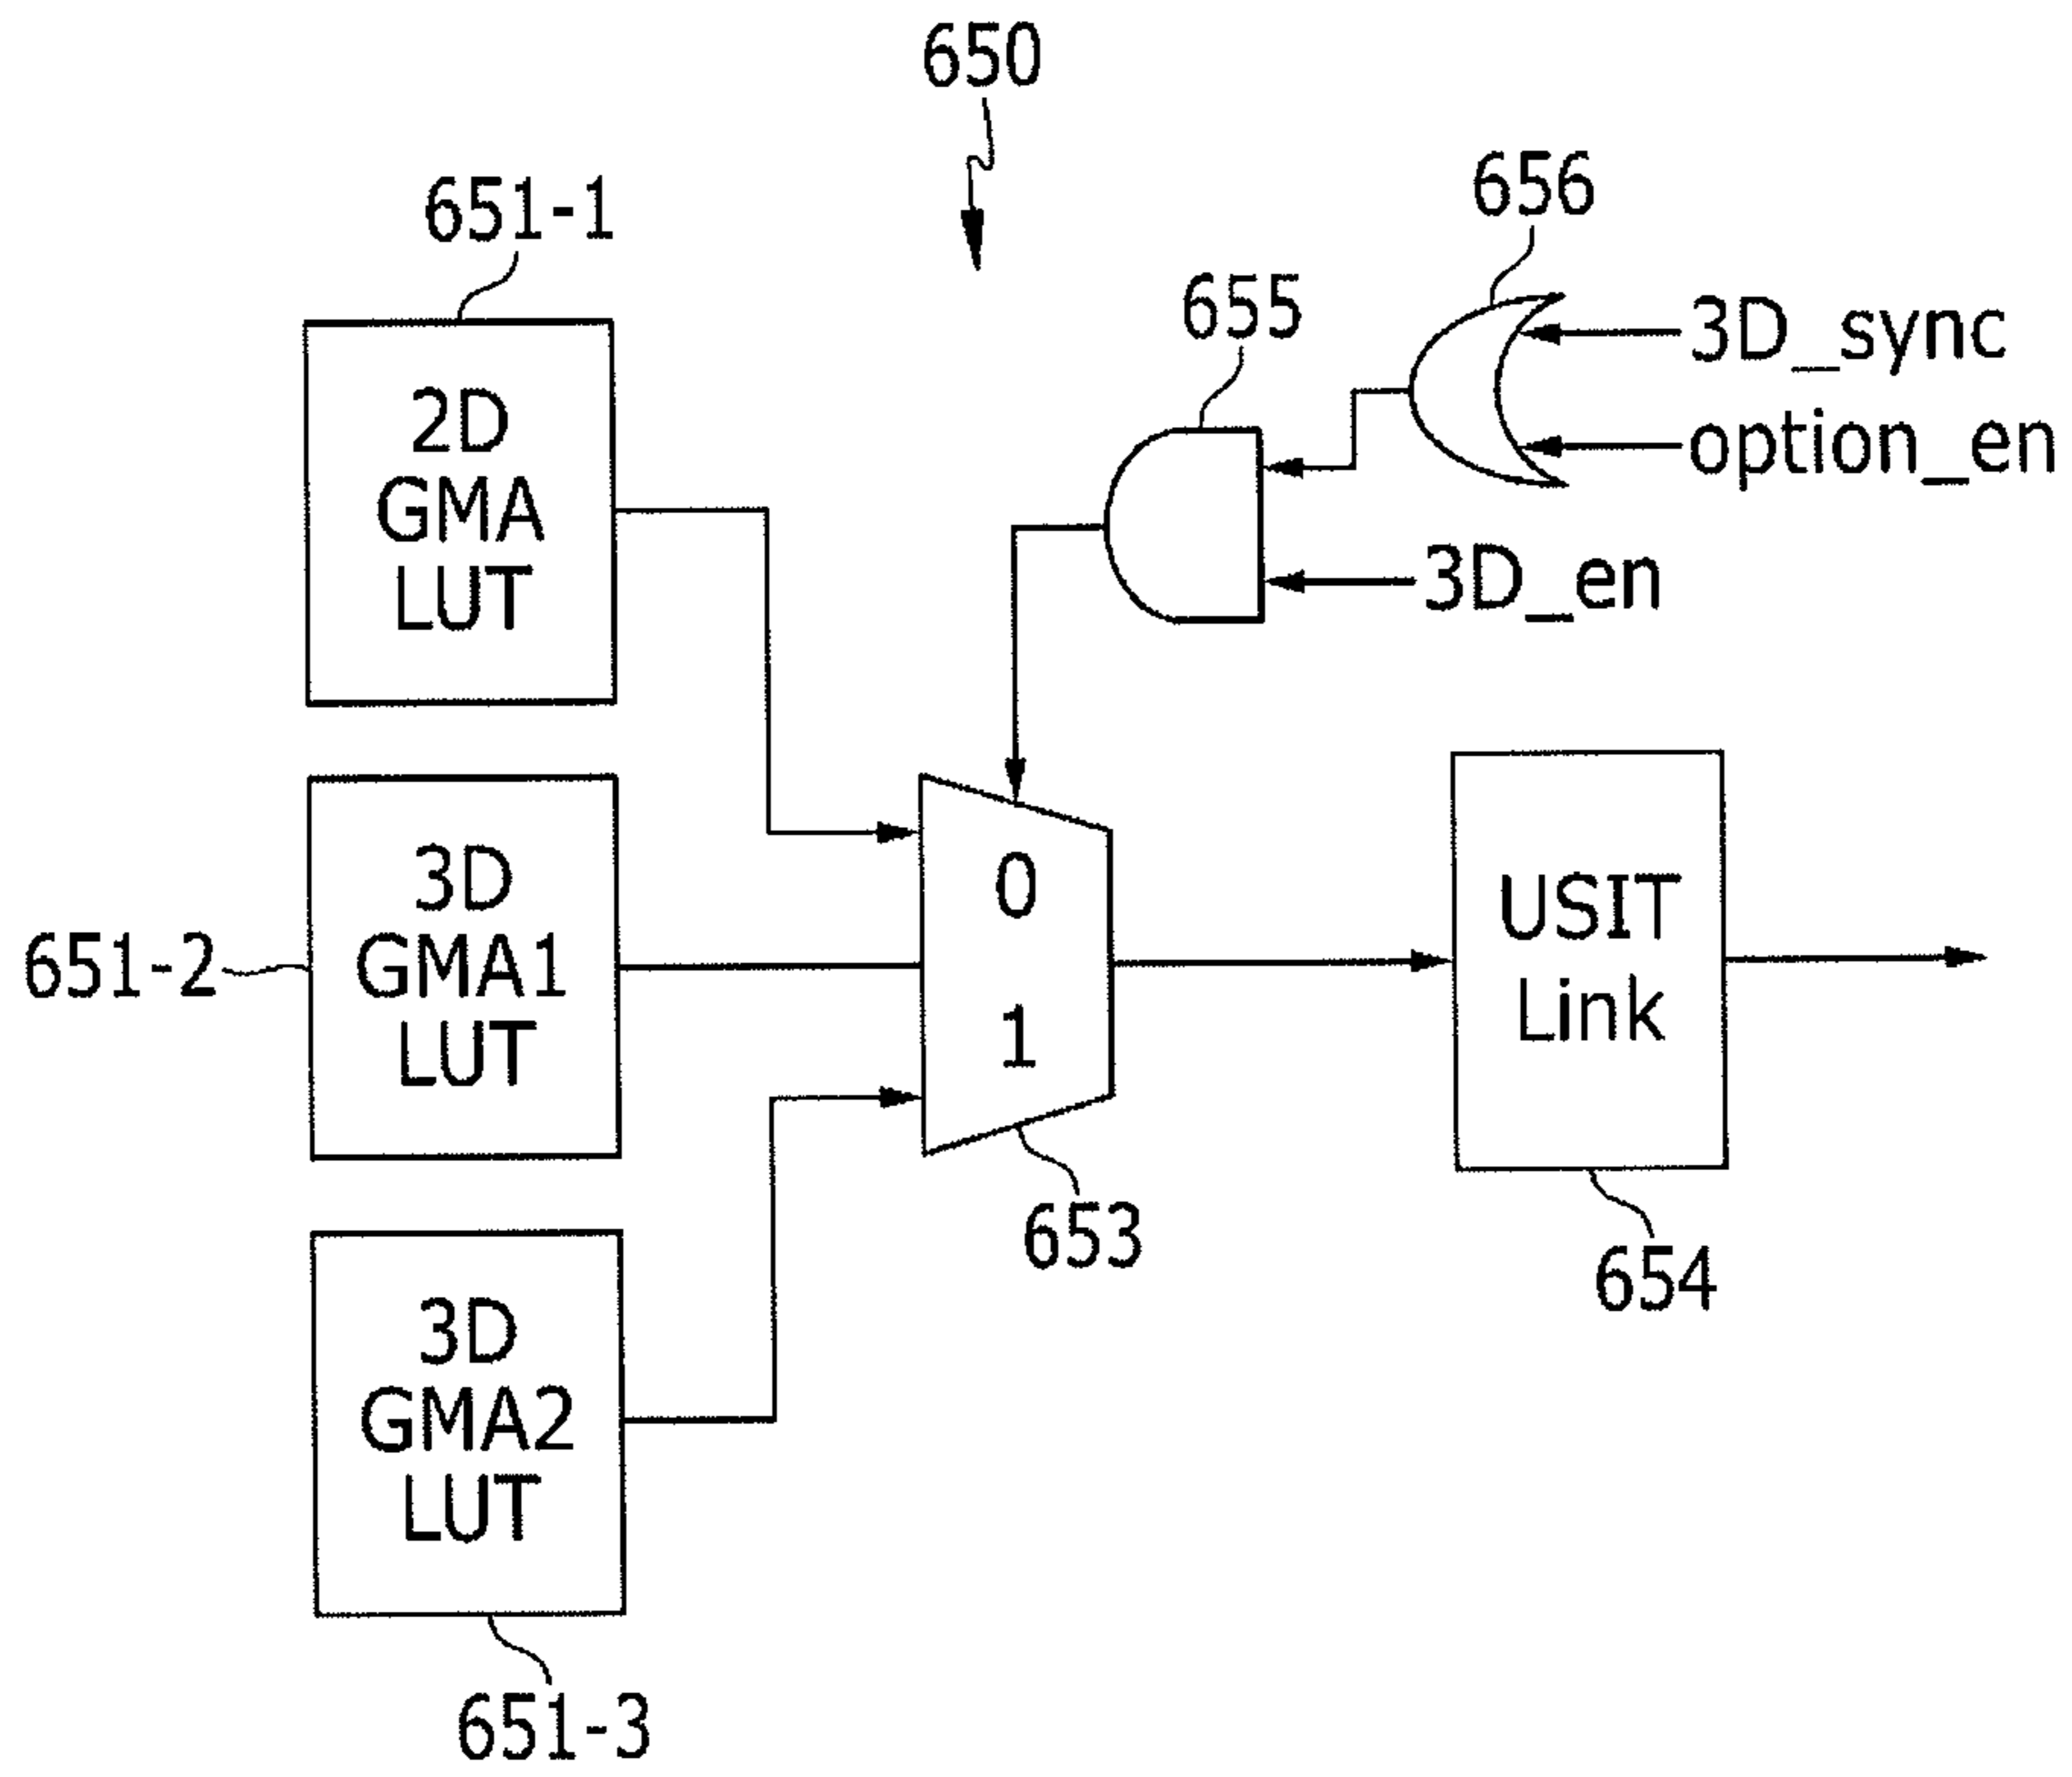 650
651-1
656
655
3D_sync
option_en
3D_en
2D
GMA
LUT
651-2
3D
GMA1
LUT
0
1
USIT
Link
653
654
3D
GMA2
LUT
651-3